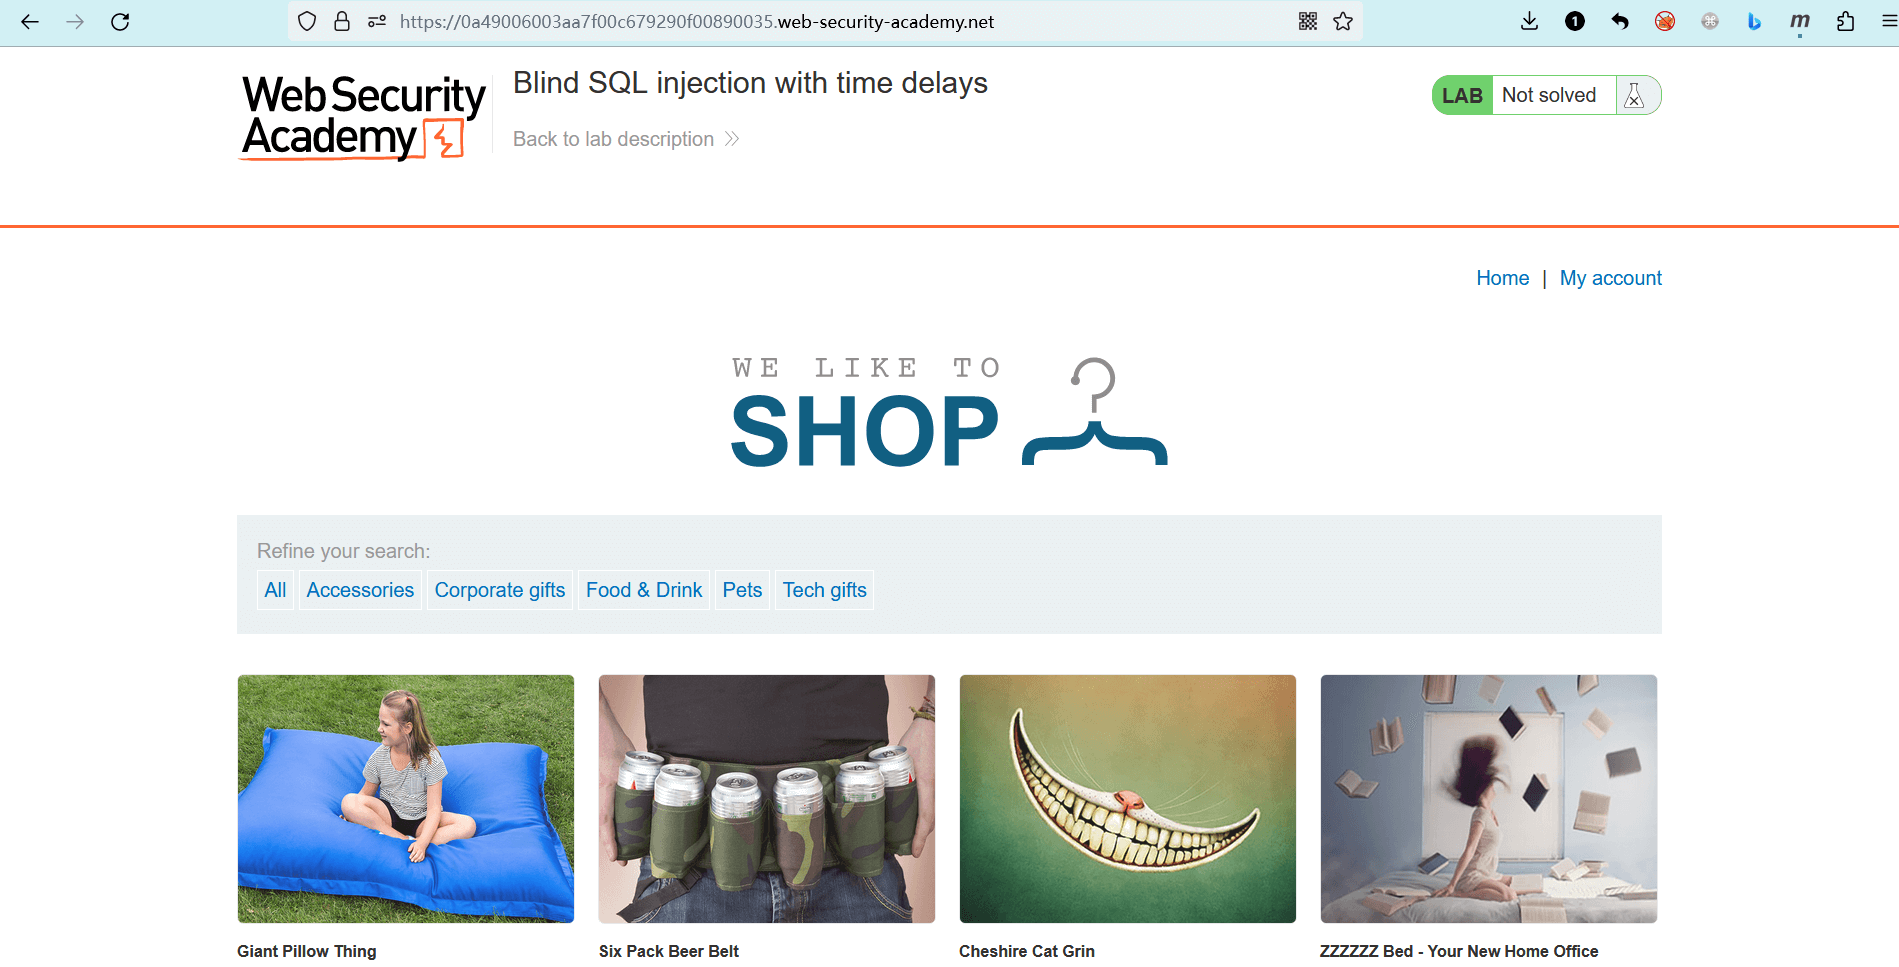 https://0a49006003aa7f00c679290f00890035.web-security-academy.net
1
m
Web Security
Academy
Blind SQL injection with time delays
Back to lab description
LAB Not solved
Home | My account
WE LIKE TO
SHOP
Refine your search:
All Accessories Corporate gifts Food & Drink Pets Tech gifts
Giant Pillow Thing Six Pack Beer Belt Cheshire Cat Grin ZZZZZZ Bed - Your New Home Office